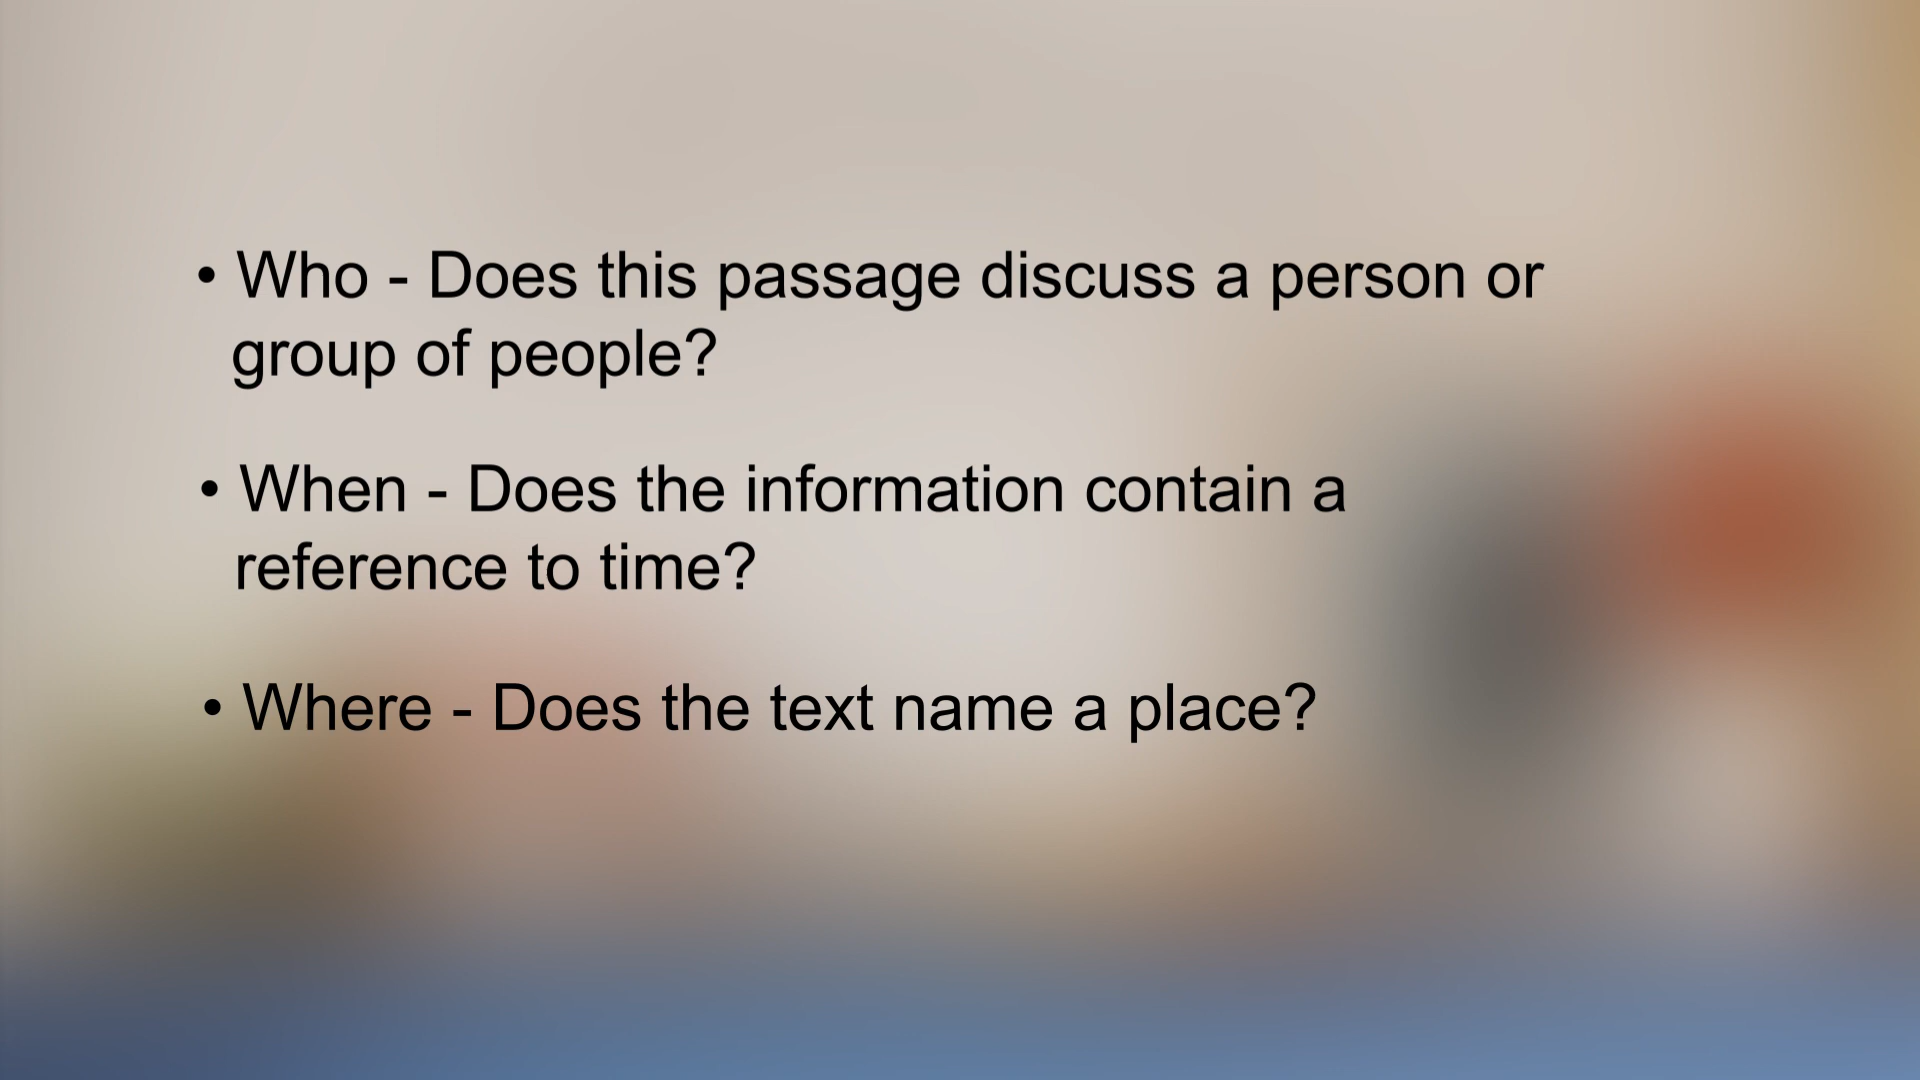 • Who - Does this passage discuss a person or
group of people?
• When - Does the information contain a
reference to time?
• Where - Does the text name a place?